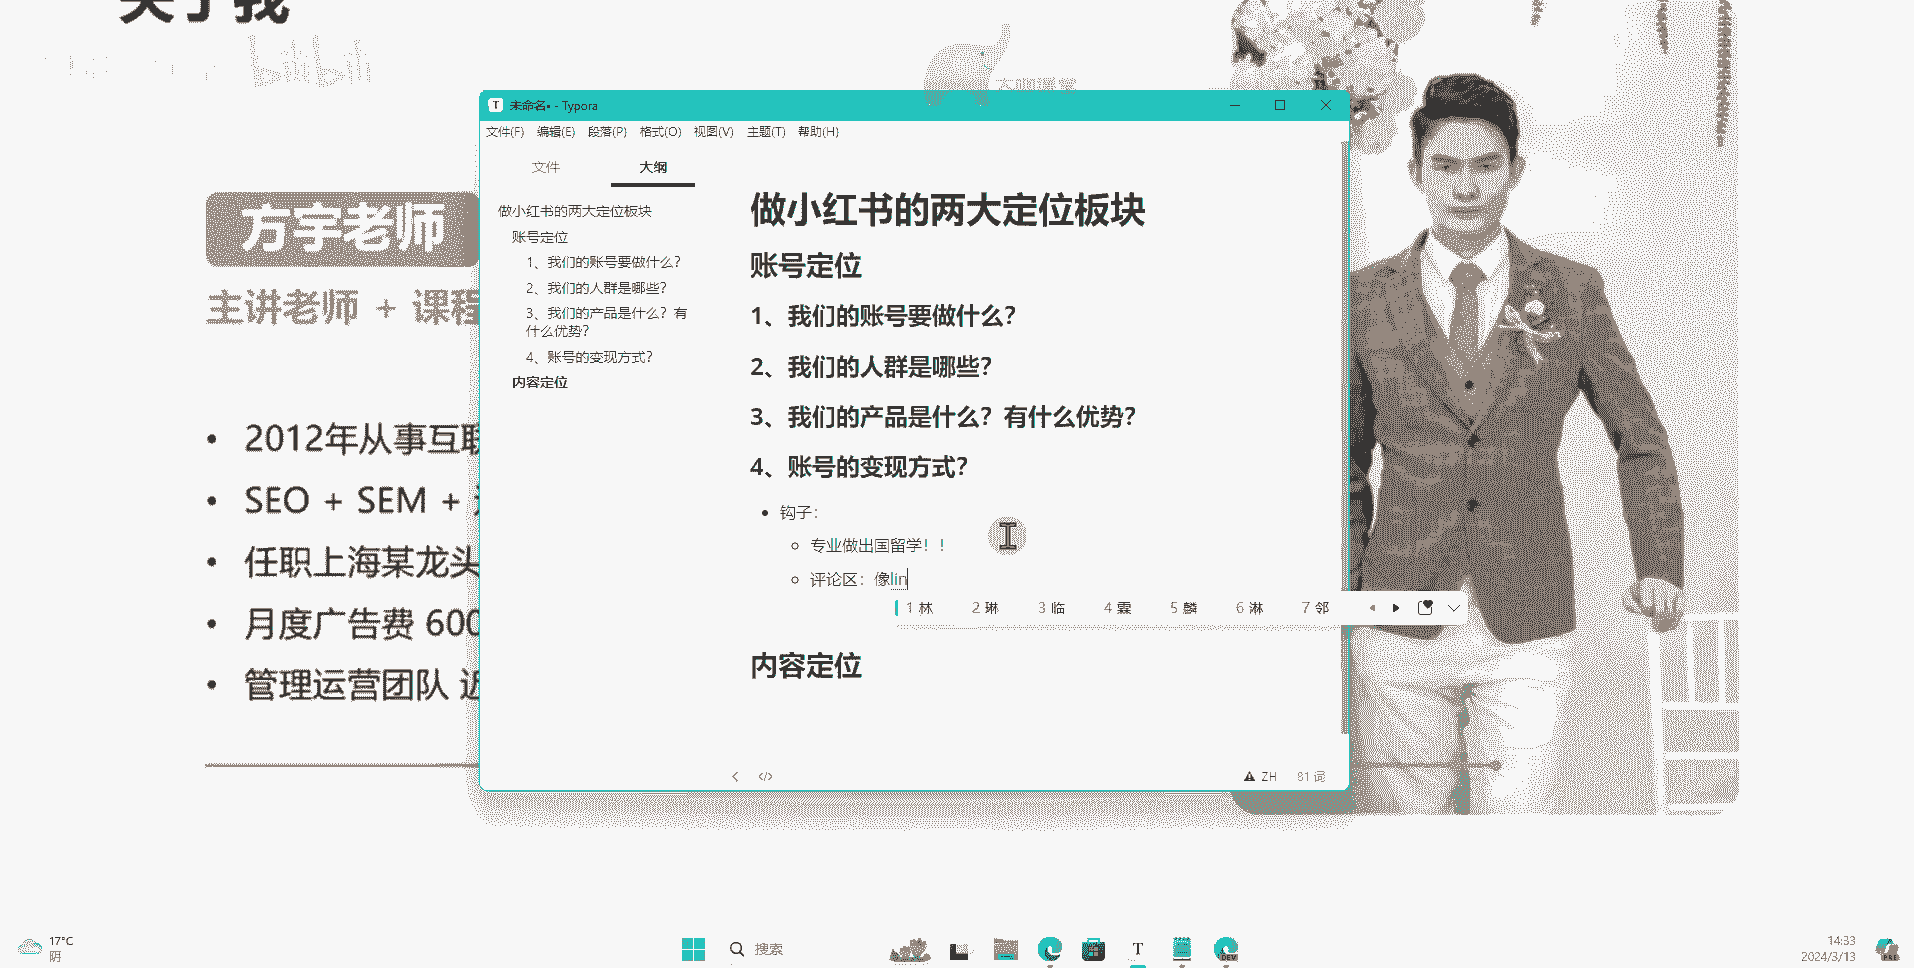 关于我
bilibili
方宇老师
主讲老师 + 课程
2012年从事互联
SEO + SEM +
任职上海某龙头
月度广告费 600
管理运营团队 近
未命名• - Typora
文件(F) 编辑(E) 段落(P) 格式(O) 视图(V) 主题(T) 帮助(H)
文件 大纲
做小红书的两大定位板块
账号定位
1、我们的账号要做什么？
2、我们的人群是哪些？
3、我们的产品是什么？有
什么优势？
4、账号的变现方式？
内容定位
做小红书的两大定位板块
账号定位
1、我们的账号要做什么？
2、我们的人群是哪些？
3、我们的产品是什么？有什么优势？
4、账号的变现方式？
钩子：
专业做出国留学！！
评论区：像lin
1 林 2 琳 3 临 4 霖 5 麟 6 淋 7 邻
内容定位
ZH 81 词
17°C
阴
搜索
14:33
2024/3/13